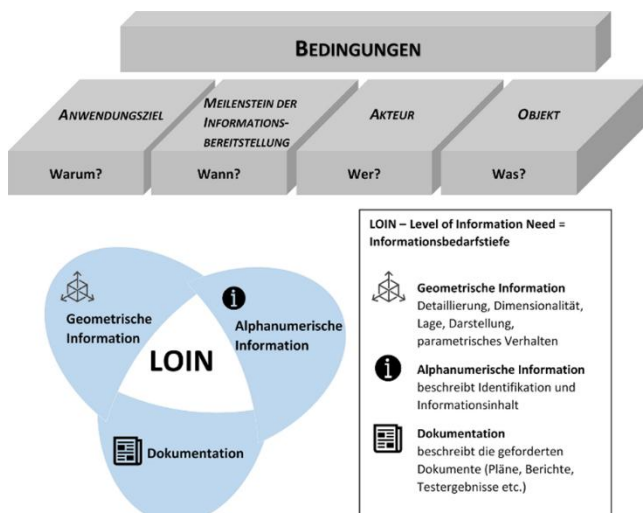 BEDINGUNGEN
ANWENDUNGSZIEL
MEILENSTEIN DER
INFORMATIONS-
BEREITSTELLUNG
AKTEUR
OBJEKT
Warum?
Wann?
Wer?
Was?
Geometrische
Information
Alphanumerische
Information
LOIN
Dokumentation
LOIN – Level of Information Need =
Informationsbedarfstiefe
Geometrische Information
Detaillierung, Dimensionalität,
Lage, Darstellung,
parametrisches Verhalten
Alphanumerische Information
beschreibt Identifikation und
Informationsinhalt
Dokumentation
beschreibt die geforderten
Dokumente (Pläne, Berichte,
Testergebnisse etc.)